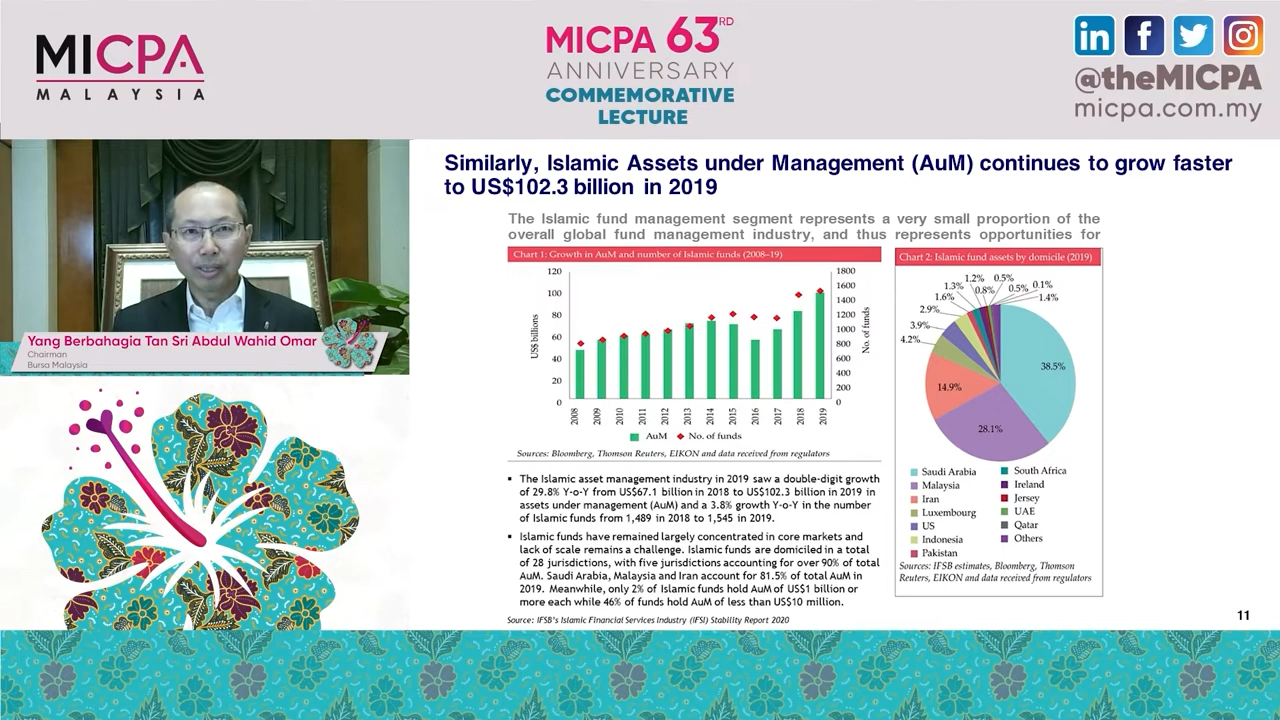 MICPA
MALAYSIA
MICPA 63RD
ANNIVERSARY
COMMEMORATIVE
LECTURE
@theMICPA
micpa.com.my
Yang Berbahagia Tan Sri Abdul Wahid Omar
Chairman
Bursa Malaysia
Similarly, Islamic Assets under Management (AuM) continues to grow faster
to US$102.3 billion in 2019
The Islamic fund management segment represents a very small proportion of the
overall global fund management industry, and thus represents opportunities for
Chart 1: Growth in AuM and number of Islamic funds (2008–19)
US$ billions
120
100
80
60
40
20
0
1800
1600
1400
1200
1000
800
600
400
200
0
No. of funds
2008 2009 2010 2011 2012 2013 2014 2015 2016 2017 2018 2019
AuM No. of funds
Sources: Bloomberg, Thomson Reuters, EIKON and data received from regulators
Chart 2: Islamic fund assets by domicile (2019)
38.5%
28.1%
14.9%
4.2%
3.9%
2.9%
1.6%
1.3%
1.2%
0.8%
0.5%
0.5%
0.1%
1.4%
Saudi Arabia
Malaysia
Iran
Luxembourg
US
Indonesia
Pakistan
South Africa
Ireland
Jersey
UAE
Qatar
Others
Sources: IFSB estimates, Bloomberg, Thomson
Reuters, EIKON and data received from regulators
▪ The Islamic asset management industry in 2019 saw a double-digit growth
of 29.8% Y-o-Y from US$67.1 billion in 2018 to US$102.3 billion in 2019 in
assets under management (AuM) and a 3.8% growth Y-o-Y in the number
of Islamic funds from 1,489 in 2018 to 1,545 in 2019.
▪ Islamic funds have remained largely concentrated in core markets and
lack of scale remains a challenge. Islamic funds are domiciled in a total
of 28 jurisdictions, with five jurisdictions accounting for over 90% of total
AuM. Saudi Arabia, Malaysia and Iran account for 81.5% of total AuM in
2019. Meanwhile, only 2% of Islamic funds hold AuM of US$1 billion or
more each while 46% of funds hold AuM of less than US$10 million.
Source: IFSB's Islamic Financial Services Industry (IFSI) Stability Report 2020
11